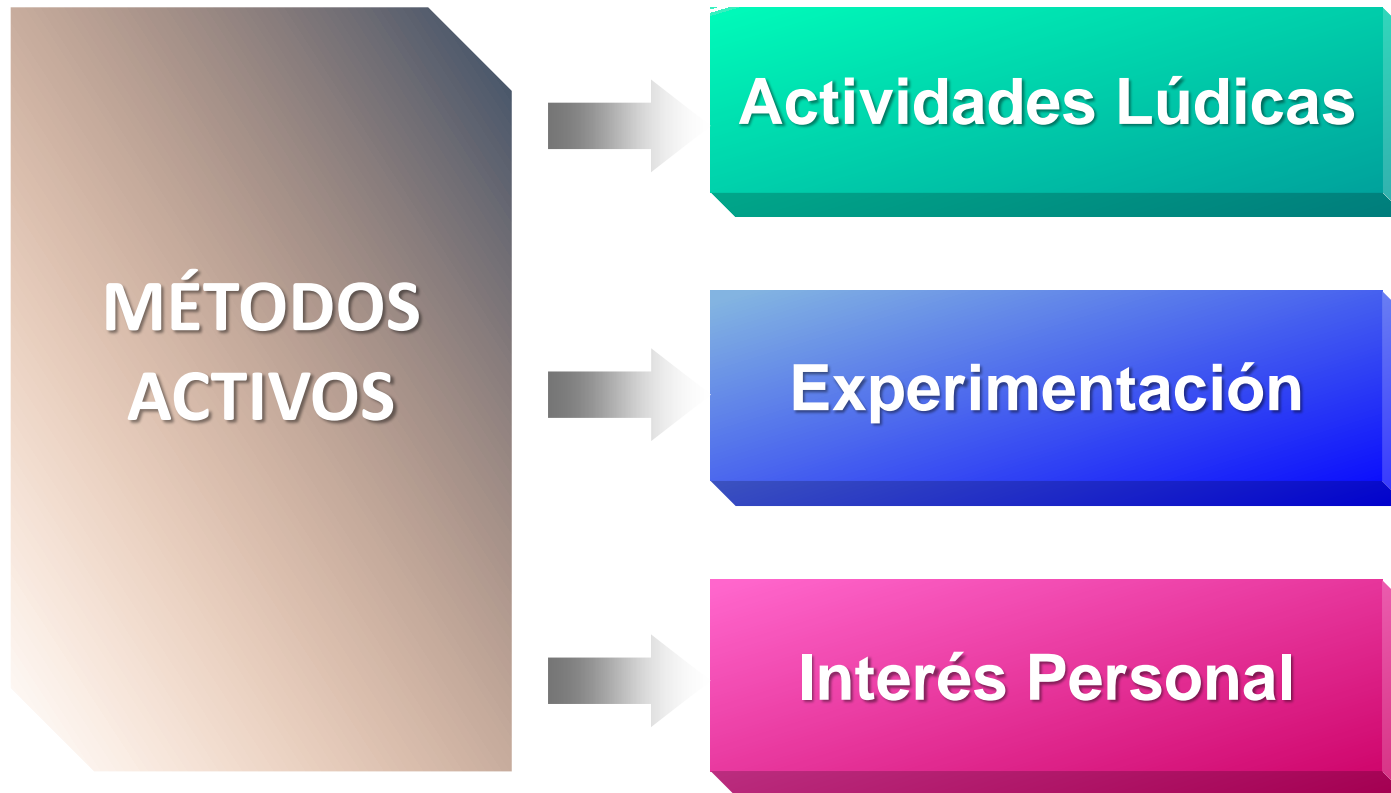 MÉTODOS
ACTIVOS
Actividades Lúdicas
Experimentación
Interés Personal